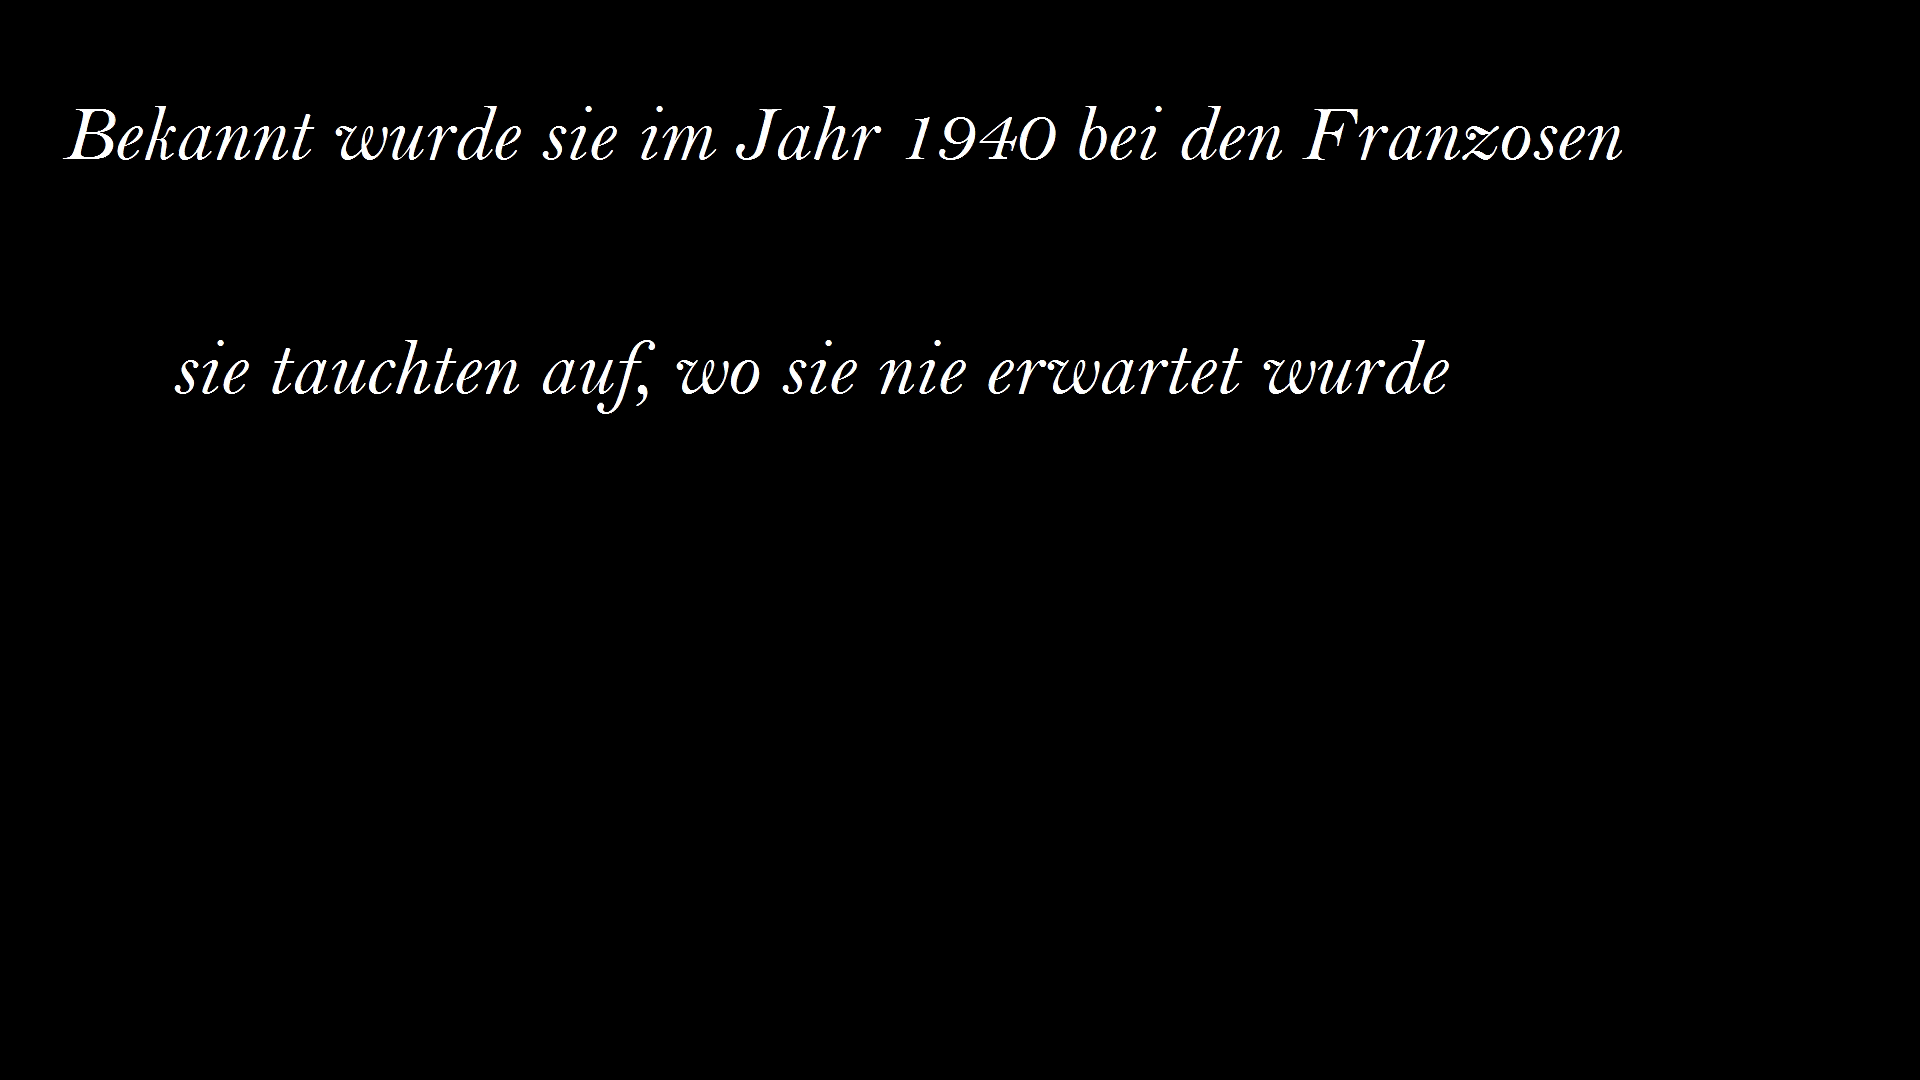 Bekannt wurde sie im Jahr 1940 bei den Franzosen
sie tauchten auf, wo sie nie erwartet wurde